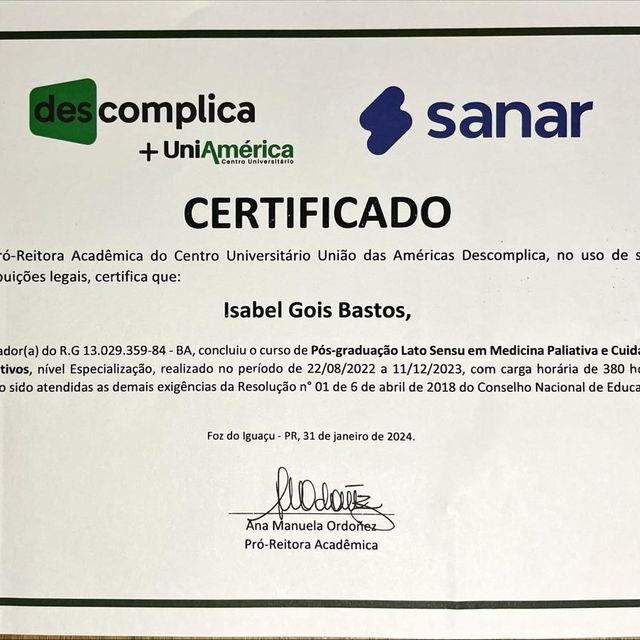 descomplica
+ UniAmérica
Centro Universitário
sanar
CERTIFICADO
ró-Reitora Acadêmica do Centro Universitário União das Américas Descomplica, no uso de s
buições legais, certifica que:
Isabel Gois Bastos,
ador(a) do R.G 13.029.359-84 - BA, concluiu o curso de Pós-graduação Lato Sensu em Medicina Paliativa e Cuida
tivos, nível Especialização, realizado no período de 22/08/2022 a 11/12/2023, com carga horária de 380 ho
o sido atendidas as demais exigências da Resolução n° 01 de 6 de abril de 2018 do Conselho Nacional de Educa
Foz do Iguaçu - PR, 31 de janeiro de 2024.
Ana Manuela Ordoñez
Pró-Reitora Acadêmica